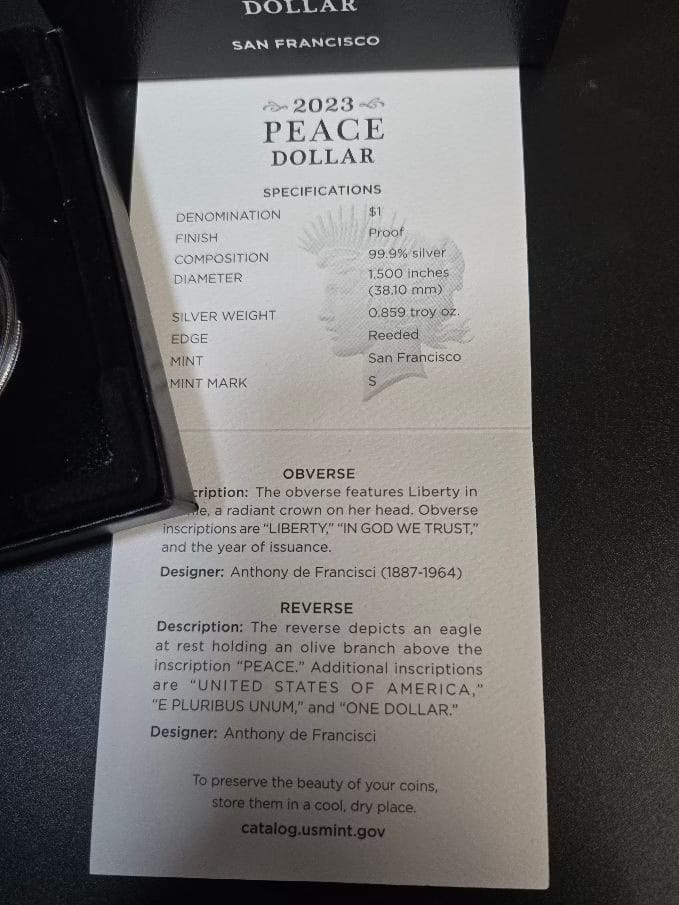 DOLLAR
SAN FRANCISCO
2023
PEACE
DOLLAR
SPECIFICATIONS
DENOMINATION $1
FINISH Proof
COMPOSITION 99.9% silver
DIAMETER 1.500 inches
(38.10 mm)
SILVER WEIGHT 0.859 troy oz.
EDGE Reeded
MINT San Francisco
MINT MARK S
OBVERSE
cription: The obverse features Liberty in
a radiant crown on her head. Obverse
inscriptions are “LIBERTY,” “IN GOD WE TRUST,”
and the year of issuance.
Designer: Anthony de Francisci (1887-1964)
REVERSE
Description: The reverse depicts an eagle
at rest holding an olive branch above the
inscription “PEACE.” Additional inscriptions
are “UNITED STATES OF AMERICA,”
“E PLURIBUS UNUM,” and “ONE DOLLAR.”
Designer: Anthony de Francisci
To preserve the beauty of your coins,
store them in a cool, dry place.
catalog.usmint.gov